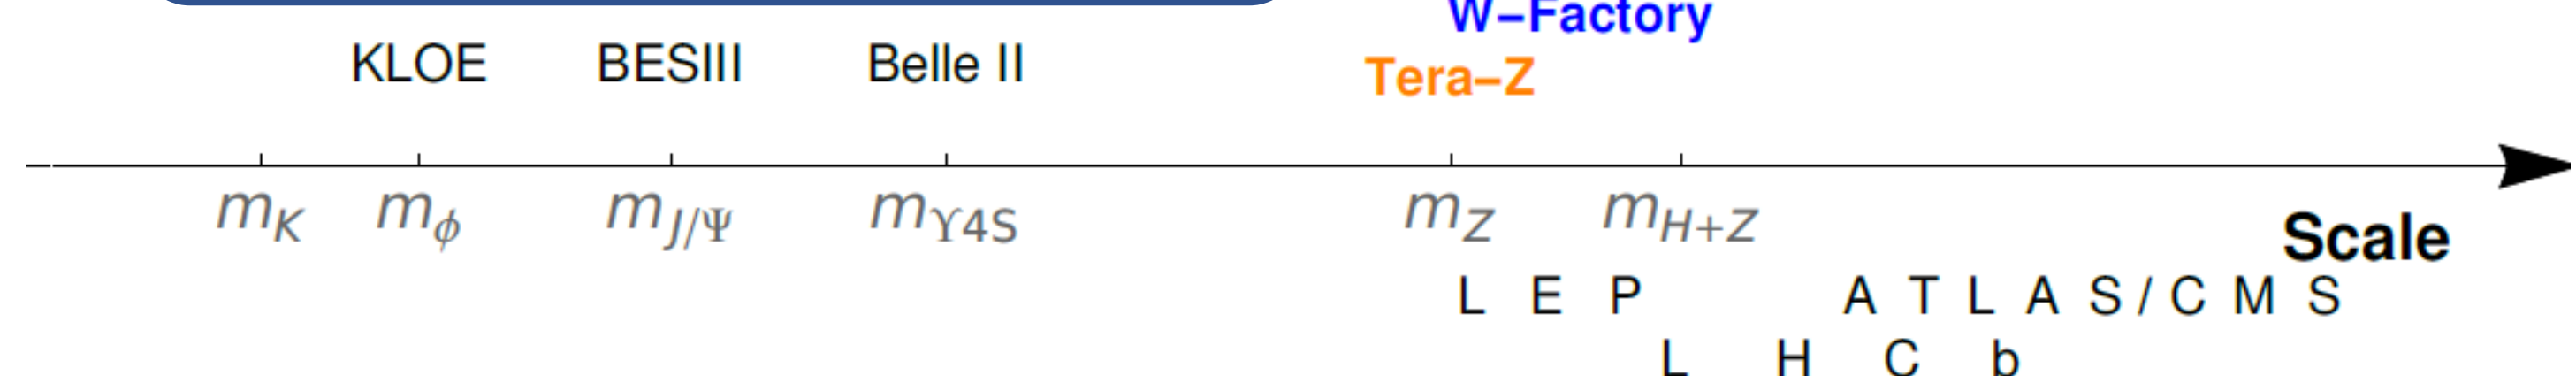 W–Factory
KLOE BESIII Belle II Tera–Z
m_K m_ϕ m_J/Ψ m_ϒ4S m_Z m_H+Z
Scale
L E P A T L A S / C M S
L H C b